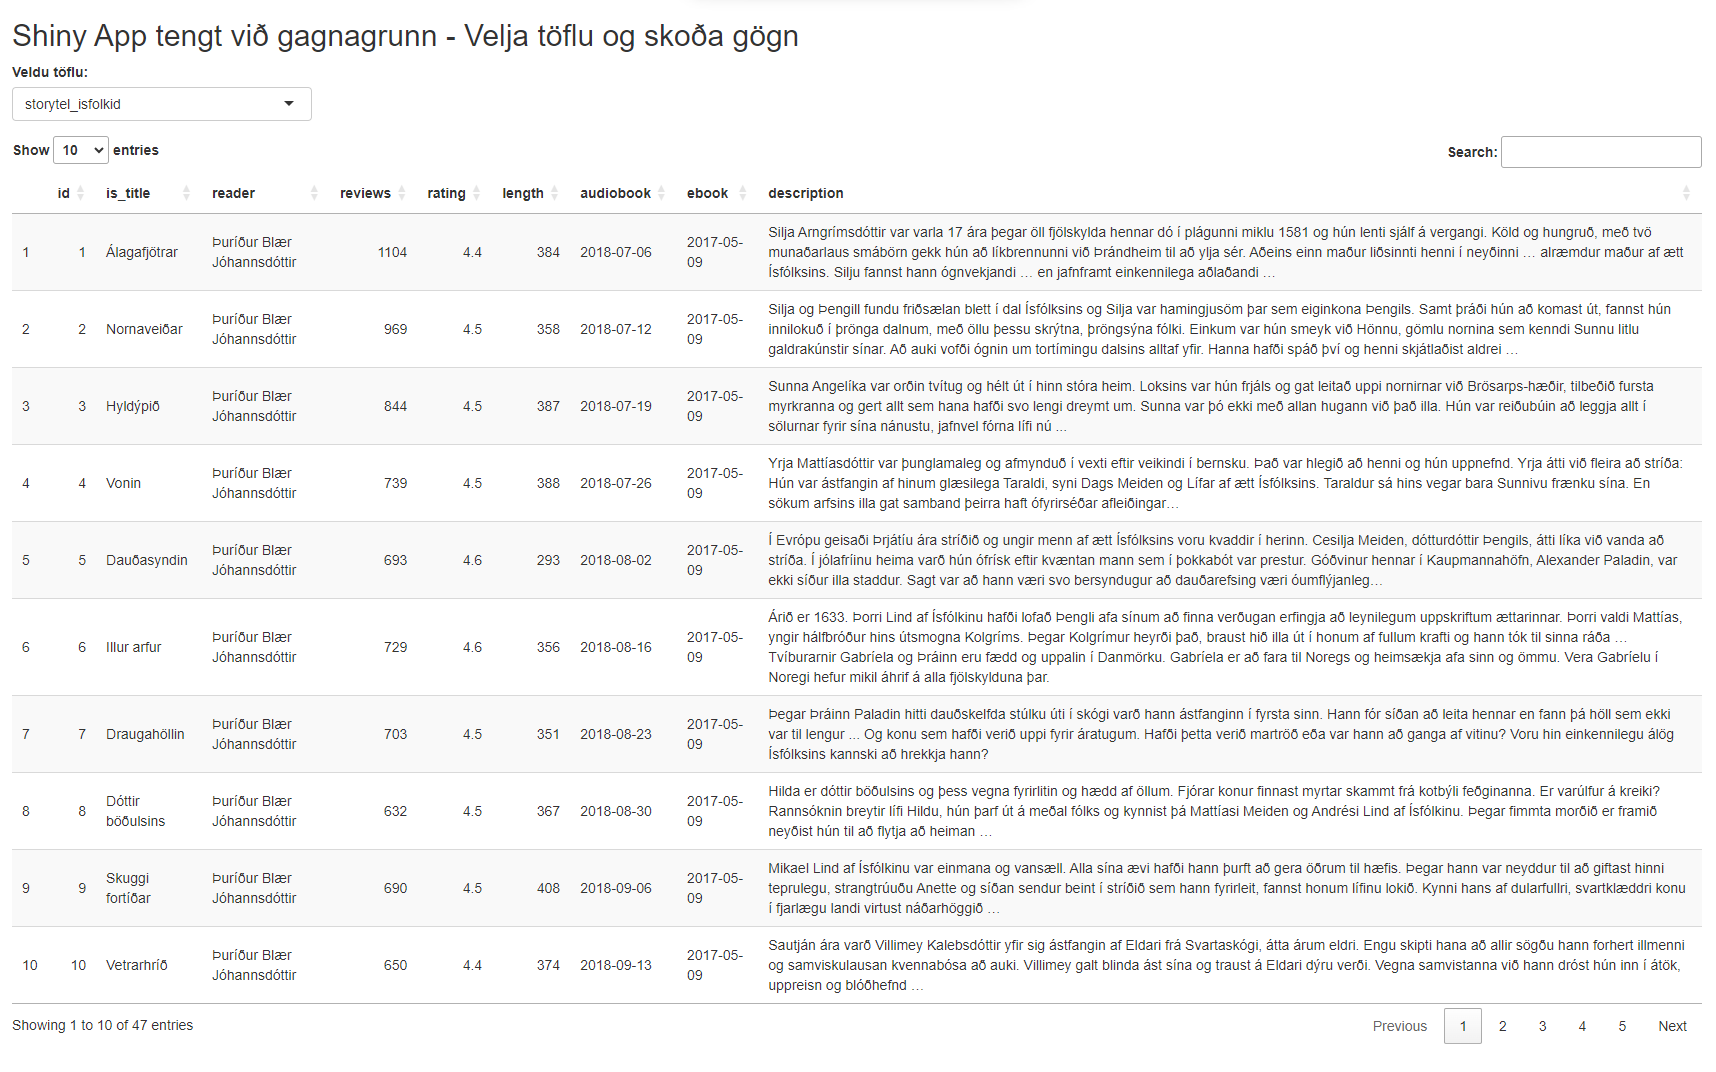 Shiny App tengt við gagnagrunn - Velja töflu og skoða gögn
Veldu töflu:
storytel_isfolkid
Show 10 entries
Search:
id is_title reader reviews rating length audiobook ebook description
1 1 Álagafjötrar Þuríður Blær Jóhannsdóttir 1104 4.4 384 2018-07-06 2017-05-09
Silja Arngrímsdóttir var varla 17 ára þegar öll fjölskylda hennar dó í plágunni miklu 1581 og hún lenti sjálf á vergangi. Köld og hungruð, með tvö
munaðarlaus smábörn gekk hún að líkbrennunni við Þrándheim til að ylja sér. Aðeins einn maður liðsinnti henni í neyðinni … alræmdur maður af ætt
Ísfólksins. Silju fannst hann ógnvekjandi … en jafnframt einkennilega aðlaðandi …
2 2 Nornaveiðar Þuríður Blær Jóhannsdóttir 969 4.5 358 2018-07-12 2017-05-09
Silja og Þengill fundu friðsælan blett í dal Ísfólksins og Silja var hamingjusöm þar sem eiginkona Þengils. Samt þráði hún að komast út, fannst hún
innilokuð í þrönga dalnum, með öllu þessu skrýtna, þröngsýna fólki. Einkum var hún smeyk við Hönnu, gömlu nornina sem kenndi Sunnu litlu
galdrakúnstir sínar. Að auki vofði ógnin um tortímingu dalsins alltaf yfir. Hanna hafði spáð því og henni skjátlaðist aldrei …
3 3 Hyldýpið Þuríður Blær Jóhannsdóttir 844 4.5 387 2018-07-19 2017-05-09
Sunna Angelíka var orðin tvítug og hélt út í hinn stóra heim. Loksins var hún frjáls og gat leitað uppi nornirnar við Brösarps-hæðir, tilbeðið fursta
myrkranna og gert allt sem hana hafði svo lengi dreymt um. Sunna var þó ekki með allan hugann við það illa. Hún var reiðubúin að leggja allt í
sölurnar fyrir sína nánustu, jafnvel fórna lífi nú ...
4 4 Vonin Þuríður Blær Jóhannsdóttir 739 4.5 388 2018-07-26 2017-05-09
Yrja Mattíasdóttir var þunglamaleg og afmynduð í vexti eftir veikindi í bernsku. Það var hlegið að henni og hún uppnefnd. Yrja átti við fleira að stríða:
Hún var ástfangin af hinum glæsilega Taraldi, syni Dags Meiden og Lífar af ætt Ísfólksins. Taraldur sá hins vegar bara Sunnivu frænku sína. En
sökum arfsins illa gat samband þeirra haft ófyrirséðar afleiðingar…
5 5 Dauðasyndin Þuríður Blær Jóhannsdóttir 693 4.6 293 2018-08-02 2017-05-09
Í Evrópu geisaði Þrjátíu ára stríðið og ungir menn af ætt Ísfólksins voru kvaddir í herinn. Cesilja Meiden, dótturdóttir Þengils, átti líka við vanda að
stríða. Í jólafríinu heima varð hún ófrísk eftir kvæntan mann sem í þokkabót var prestur. Góðvinur hennar í Kaupmannahöfn, Alexander Paladin, var
ekki síður illa staddur. Sagt var að hann væri svo bersyndugur að dauðarefsing væri óumflýjanleg…
6 6 Illur arfur Þuríður Blær Jóhannsdóttir 729 4.6 356 2018-08-16 2017-05-09
Árið er 1633. Þorri Lind af Ísfólkinu hafði lofað Þengli afa sínum að finna verðugan erfingja að leynilegum uppskriftum ættarinnar. Þorri valdi Mattías,
yngir hálfbróður hins útsmogna Kolgríms. Þegar Kolgrímur heyrði það, braust hið illa út í honum af fullum krafti og hann tók til sinna ráða …
Tvíburarnir Gabríela og Þráinn eru fædd og uppalin í Danmörku. Gabríela er að fara til Noregs og heimsækja afa sinn og ömmu. Vera Gabríelu í
Noregi hefur mikil áhrif á alla fjölskylduna þar.
7 7 Draugahöllin Þuríður Blær Jóhannsdóttir 703 4.5 351 2018-08-23 2017-05-09
Þegar Þráinn Paladin hitti dauðskelfda stúlku úti í skógi varð hann ástfanginn í fyrsta sinn. Hann fór síðan að leita hennar en fann þá höll sem ekki
var til lengur ... Og konu sem hafði verið uppi fyrir áratugum. Hafði þetta verið martröð eða var hann að ganga af vitinu? Voru hin einkennilegu álög
Ísfólksins kannski að hrekkja hann?
8 8 Dóttir böðulsins Þuríður Blær Jóhannsdóttir 632 4.5 367 2018-08-30 2017-05-09
Hilda er dóttir böðulsins og þess vegna fyrirlitin og hædd af öllum. Fjórar konur finnast myrtar skammt frá kotbýli feðginanna. Er varúlfur á kreiki?
Rannsóknin breytir lífi Hildu, hún þarf út á meðal fólks og kynnist þá Mattíasi Meiden og Andrési Lind af Ísfólkinu. Þegar fimmta morðið er framið
neyðist hún til að flytja að heiman …
9 9 Skuggi fortíðar Þuríður Blær Jóhannsdóttir 690 4.5 408 2018-09-06 2017-05-09
Mikael Lind af Ísfólkinu var einmana og vansæll. Alla sína ævi hafði hann þurft að gera öðrum til hæfis. Þegar hann var neyddur til að giftast hinni
teprulegu, strangtrúuðu Anette og síðan sendur beint í stríðið sem hann fyrirleit, fannst honum lífinu lokið. Kynni hans af dularfullri, svartklæddri konu
í fjarlægu landi virtust náðarhöggið …
10 10 Vetrarhríð Þuríður Blær Jóhannsdóttir 650 4.4 374 2018-09-13 2017-05-09
Sautján ára varð Villimey Kalebsdóttir yfir sig ástfangin af Eldari frá Svartaskógi, átta árum eldri. Engu skipti hana að allir sögðu hann forhert illmenni
og samviskulausan kvennabósa að auki. Villimey galt blinda ást sína og traust á Eldari dýru verði. Vegna samvistanna við hann dróst hún inn í átök,
uppreisn og blóðhefnd …
Showing 1 to 10 of 47 entries
Previous 1 2 3 4 5 Next